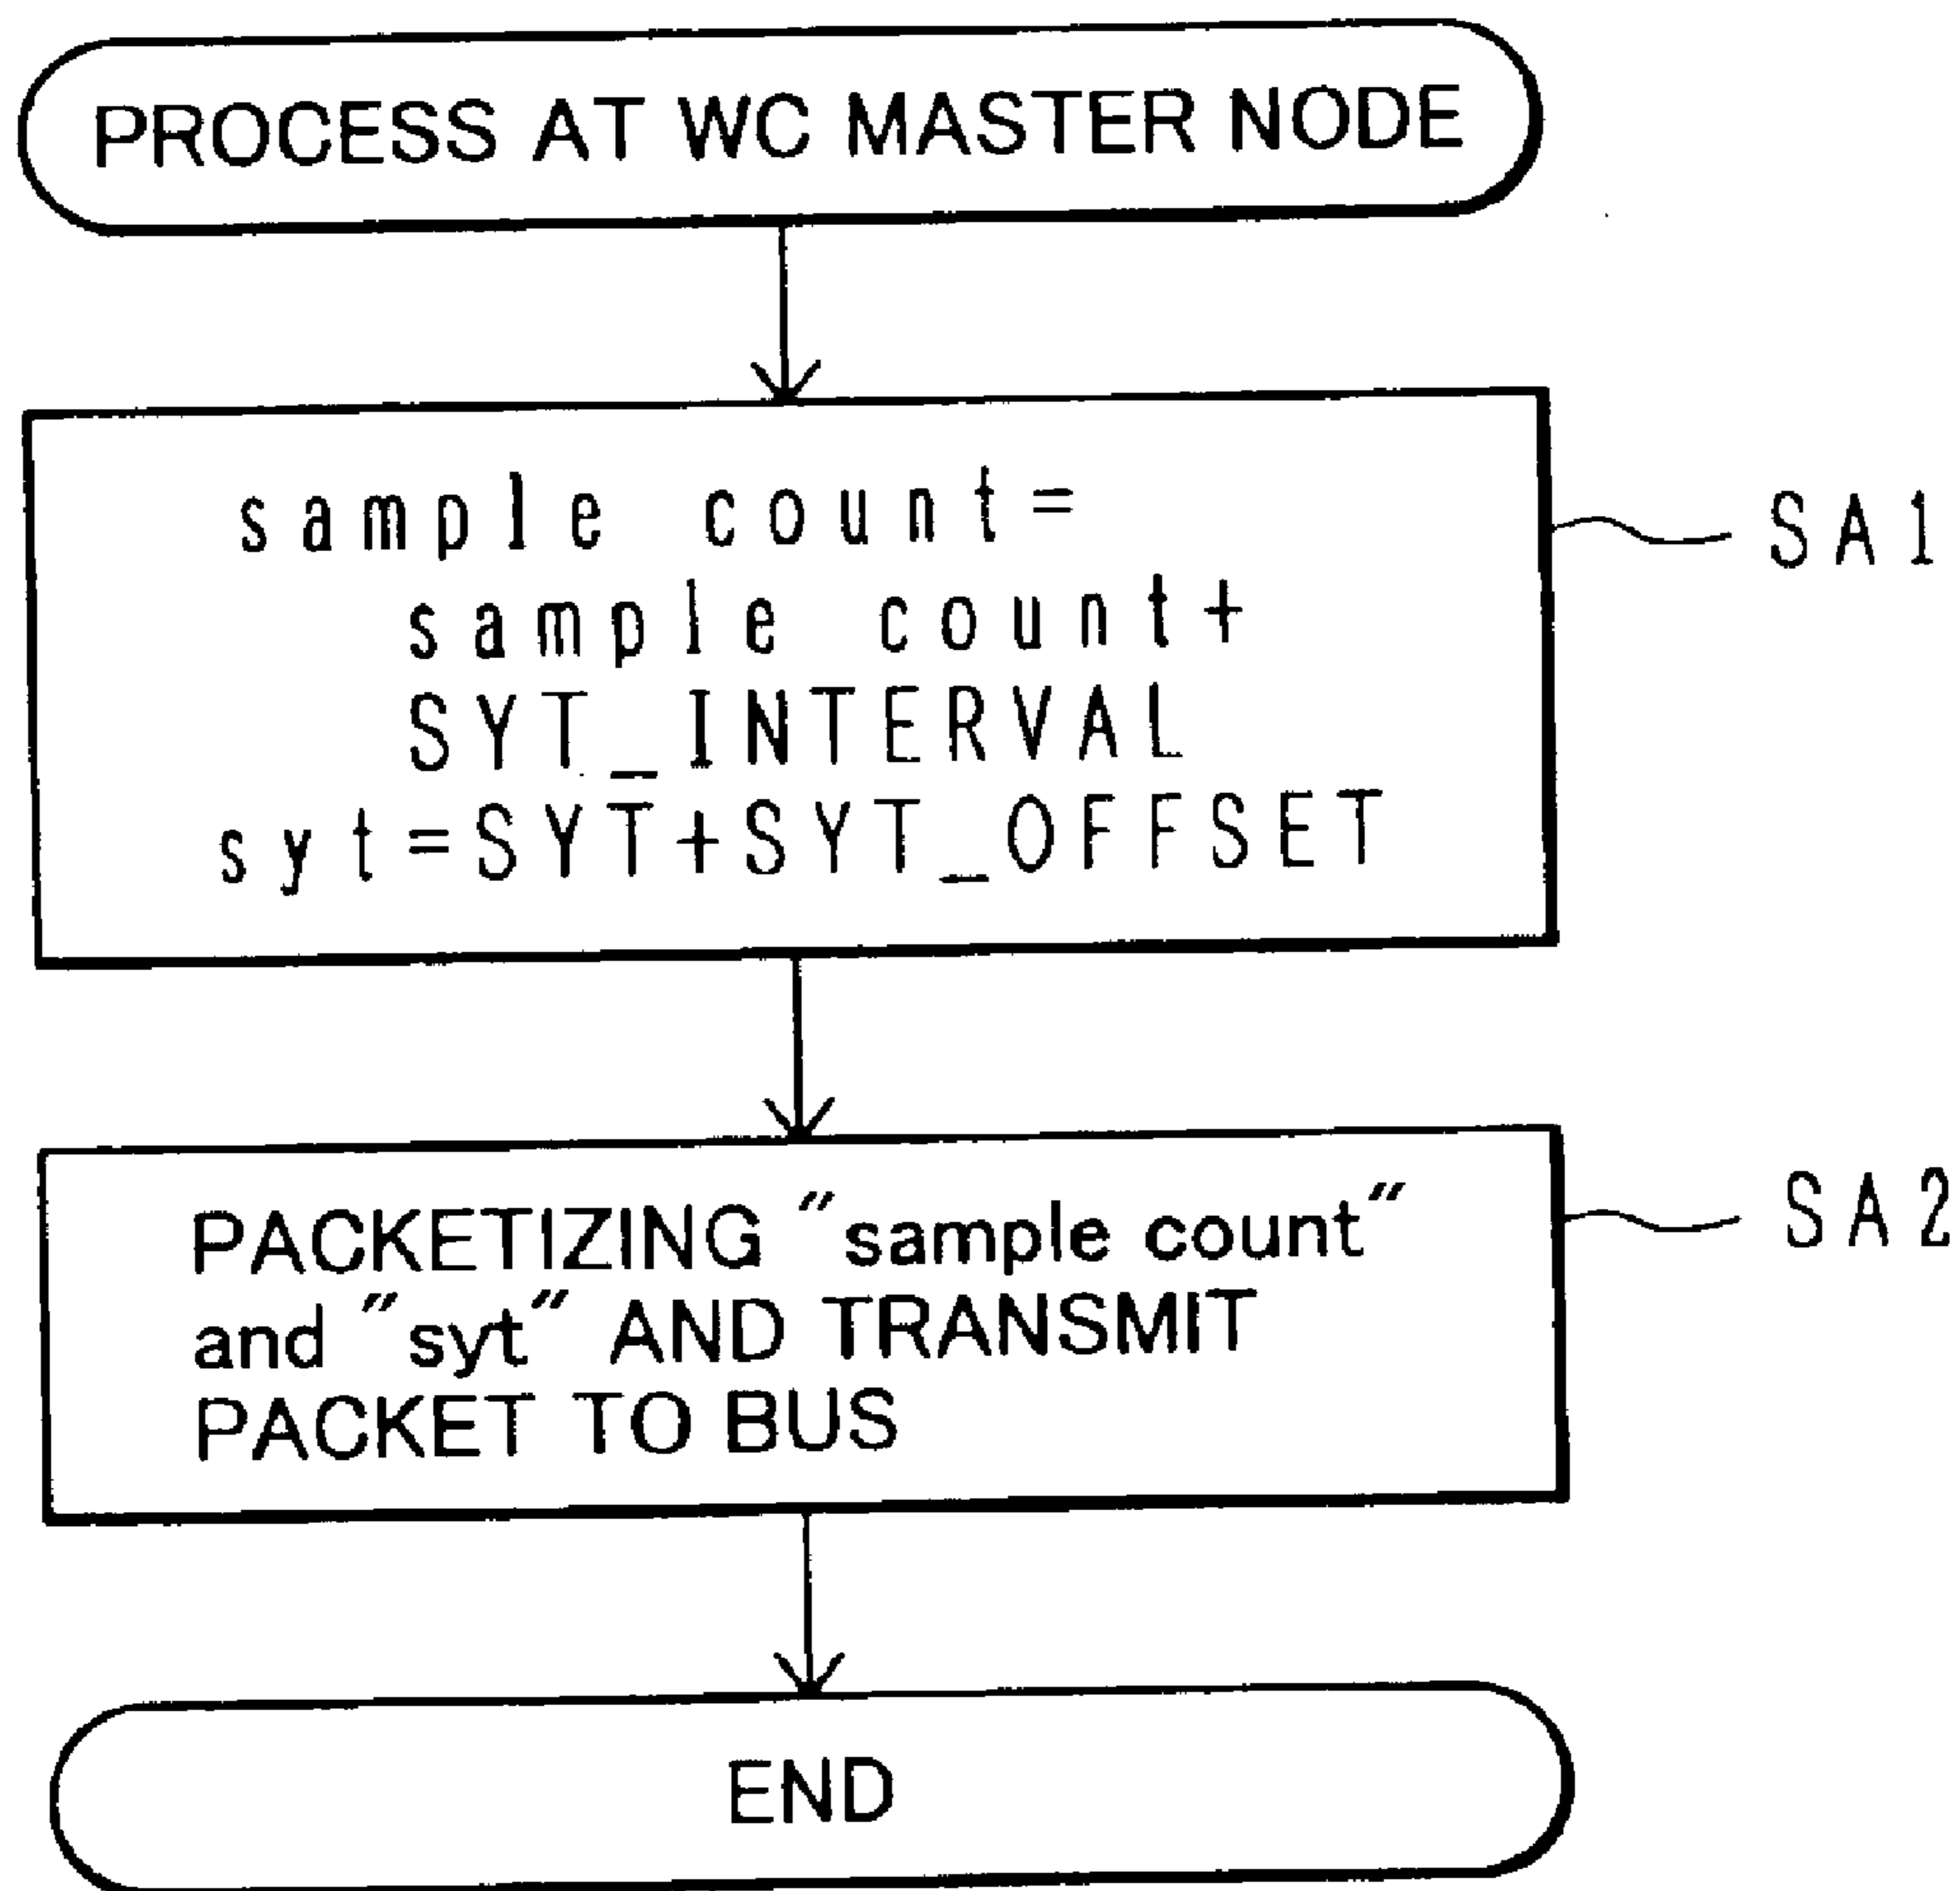 PROCESS AT WC MASTER NODE
sample count=
sample count+
SYT_INTERVAL
syt=SYT+SYT_OFFSET
SA1
PACKETIZING "sample count"
and "syt" AND TRANSMIT
PACKET TO BUS
SA2
END